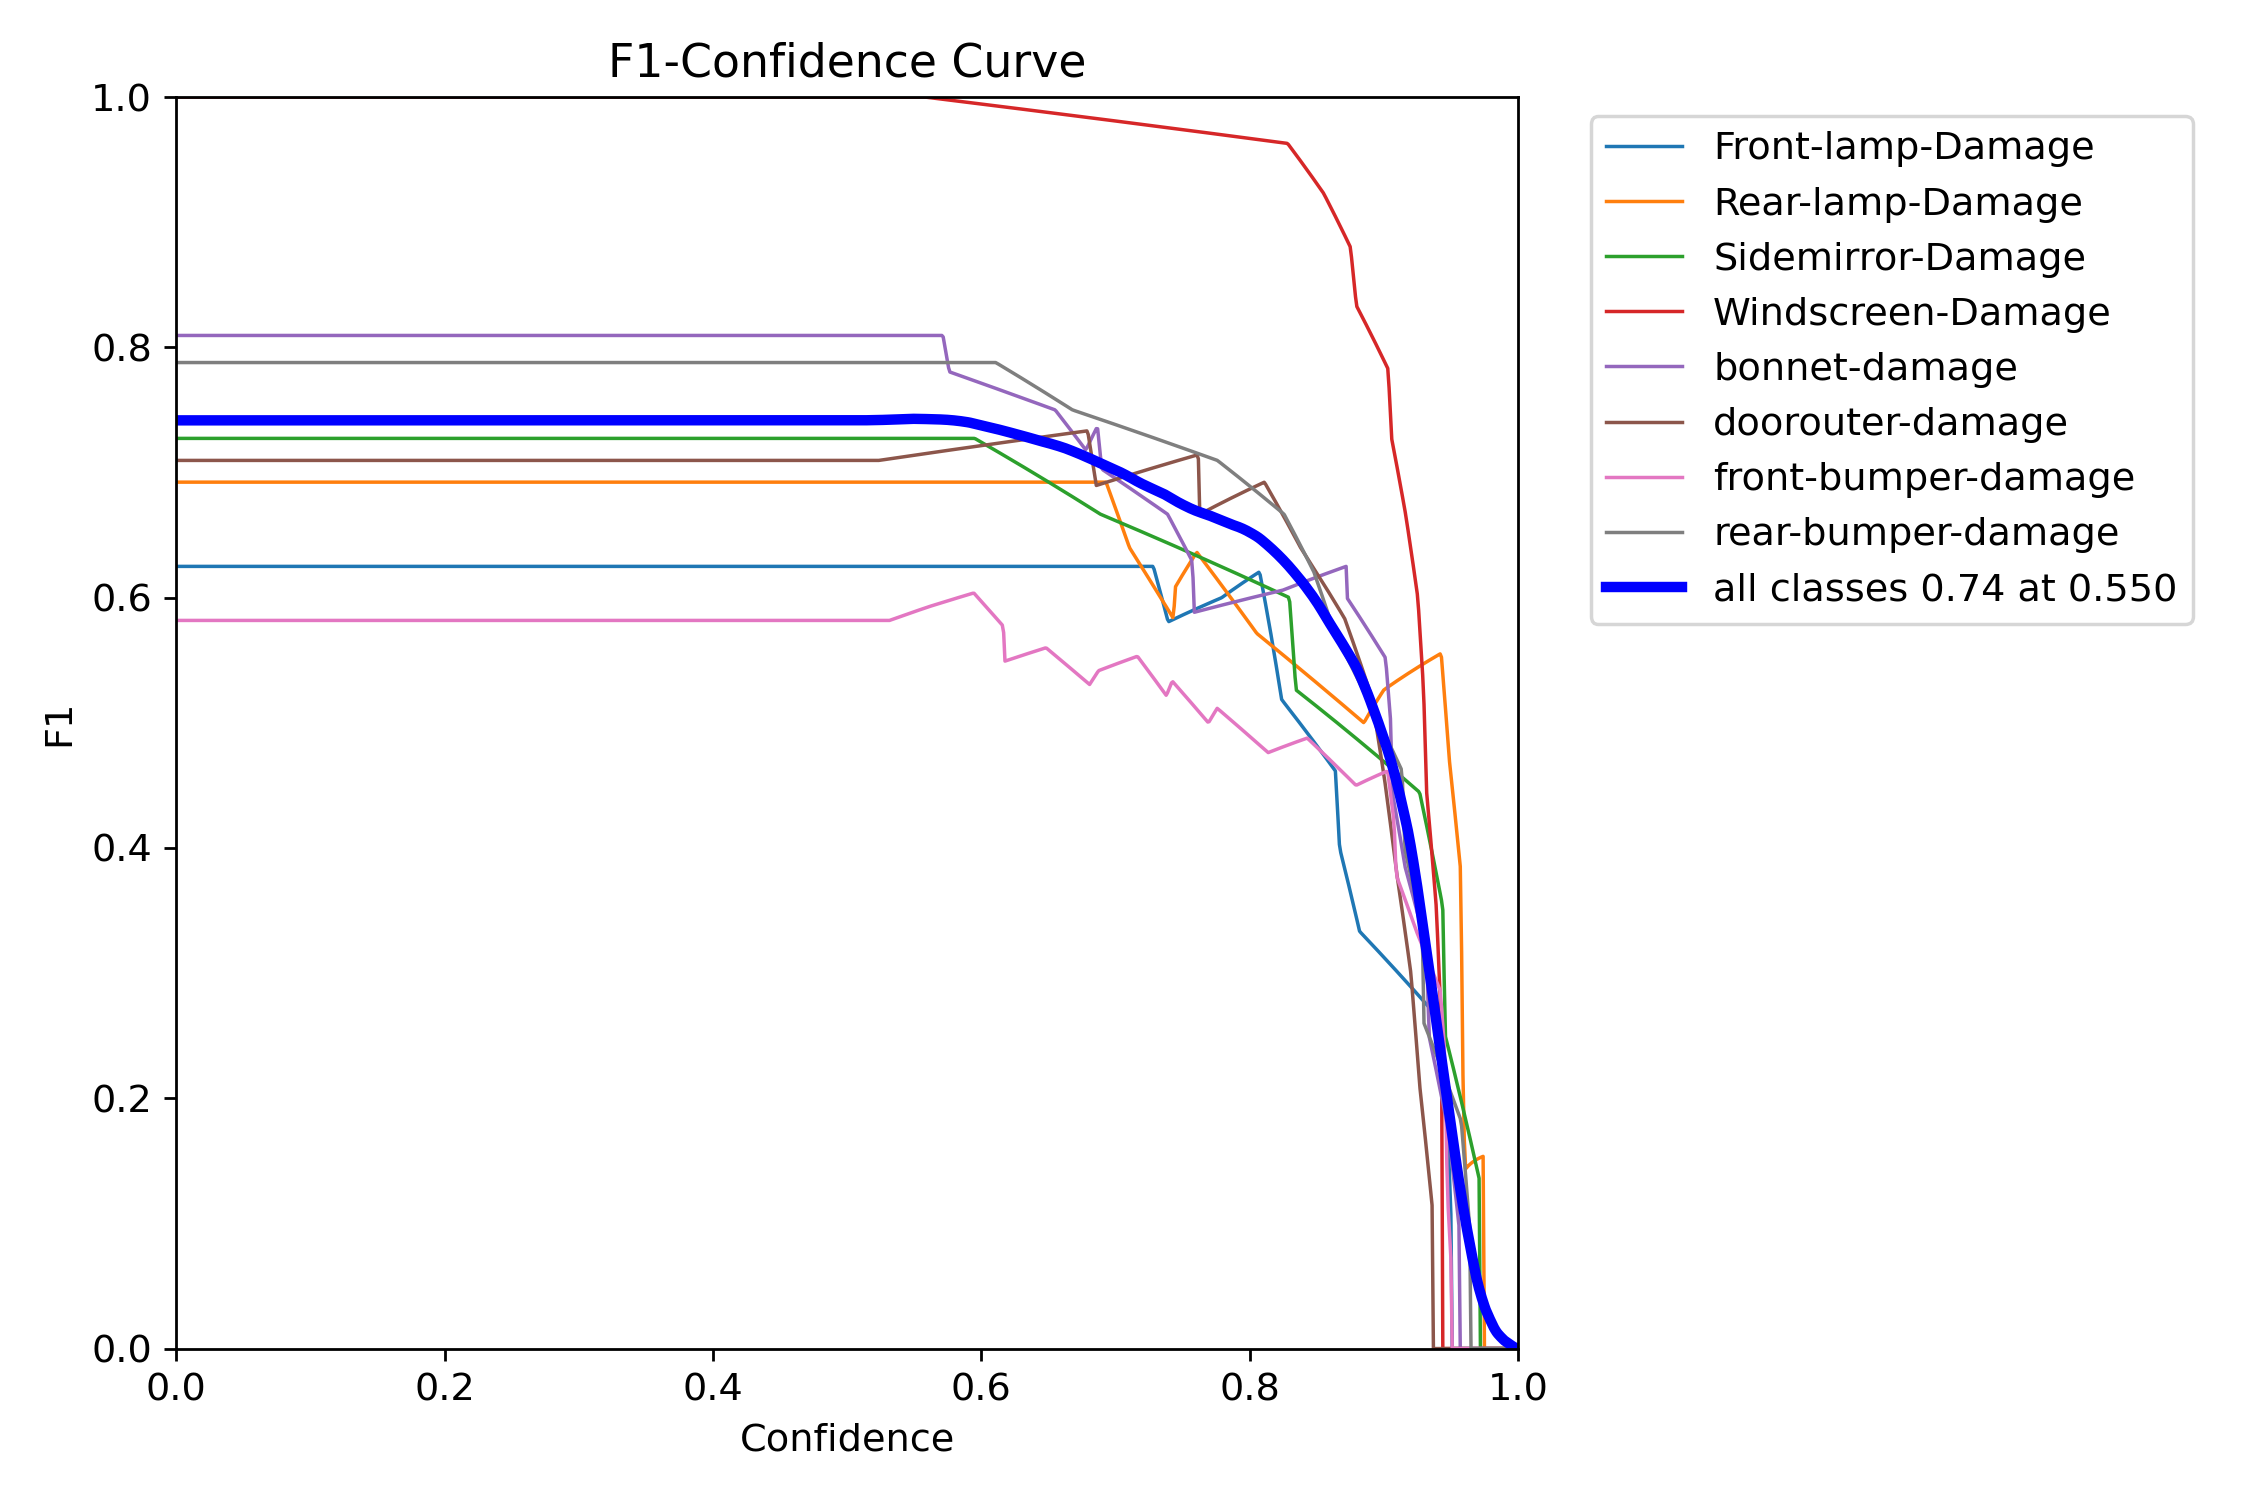 F1-Confidence Curve
1.0
0.8
0.6
0.4
0.2
0.0
F1
0.0 0.2 0.4 0.6 0.8 1.0
Confidence
Front-lamp-Damage
Rear-lamp-Damage
Sidemirror-Damage
Windscreen-Damage
bonnet-damage
doorouter-damage
front-bumper-damage
rear-bumper-damage
all classes 0.74 at 0.550